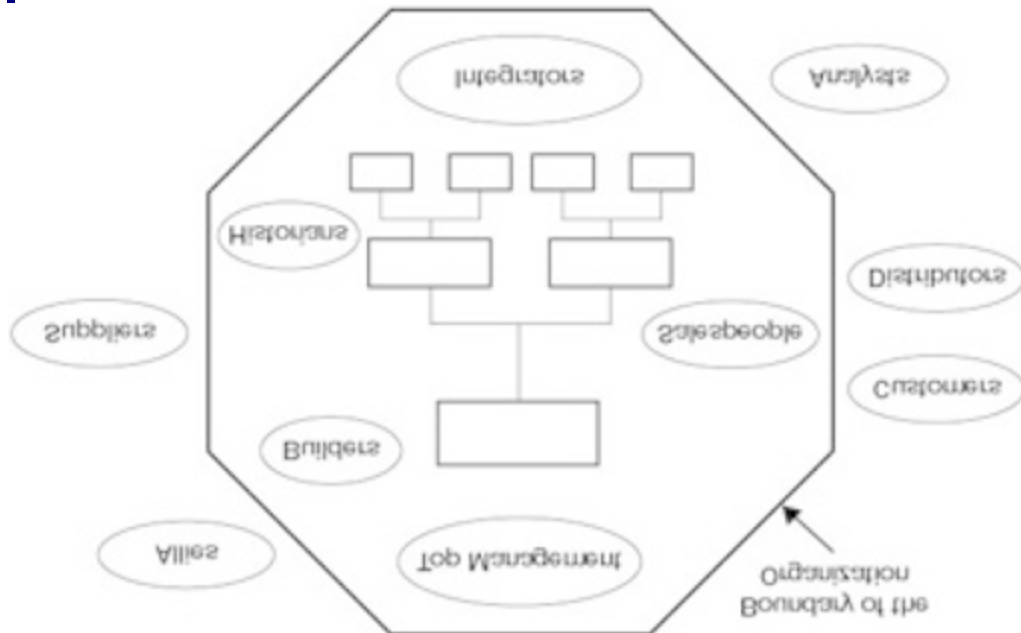 Boundary of the
Organization
Top Management
Allies
Builders
Customers
Suppliers
Salespeople
Distributors
Historians
Integrators
Analysts